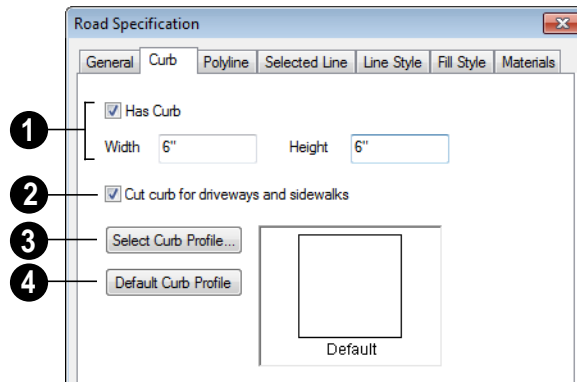 Road Specification
General Curb Polyline Selected Line Line Style Fill Style Materials
1 Has Curb
Width 6" Height 6"
2 Cut curb for driveways and sidewalks
3 Select Curb Profile...
4 Default Curb Profile
Default